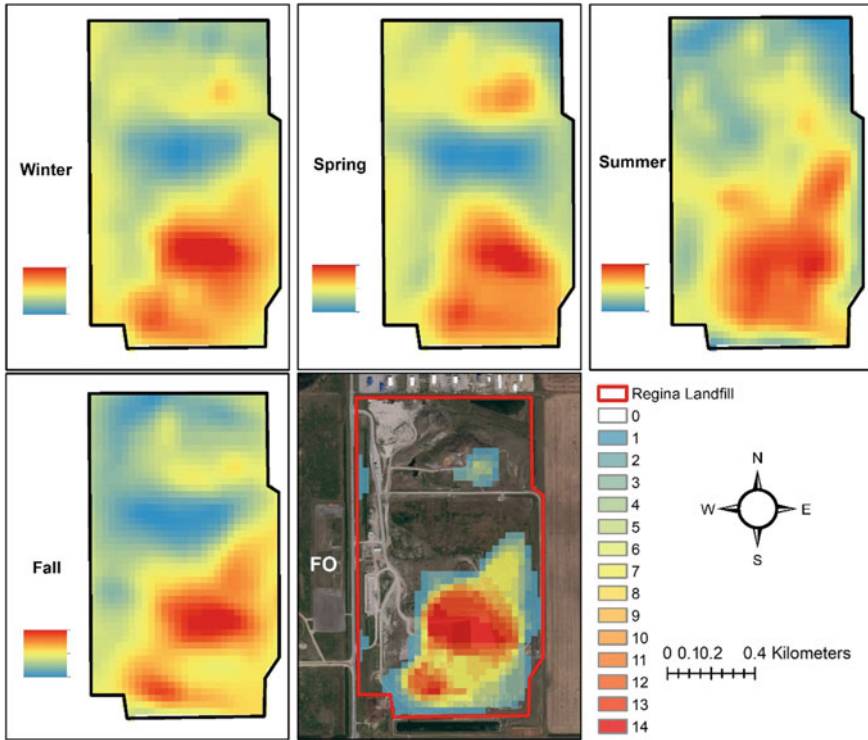 Winter
Spring
Summer
Fall
FO
Regina Landfill
0
1
2
3
4
5
6
7
8
9
10
11
12
13
14
N
W E
S
0 0.10.2 0.4 Kilometers